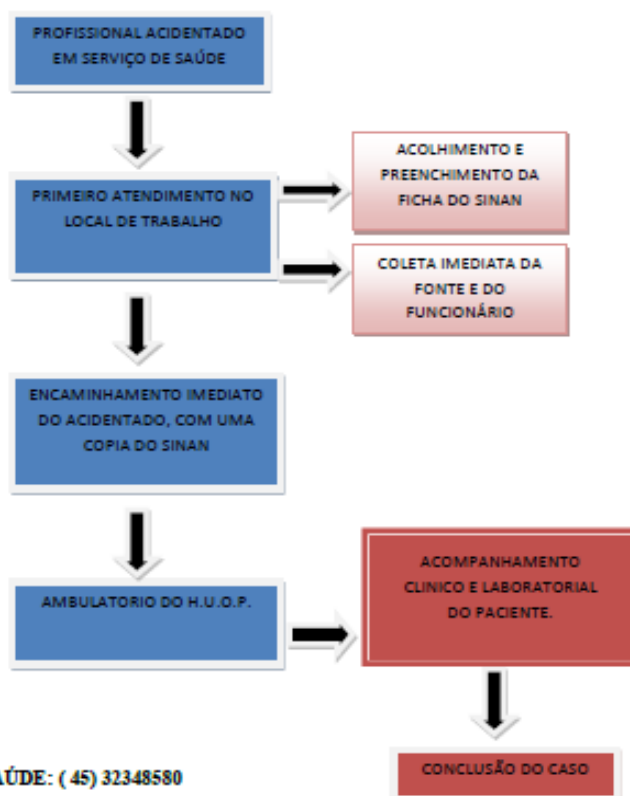 PROFISSIONAL ACIDENTADO
EM SERVIÇO DE SAÚDE
PRIMEIRO ATENDIMENTO NO
LOCAL DE TRABALHO
ACOLHIMENTO E
PREENCHIMENTO DA
FICHA DO SINAN
COLETA IMEDIATA DA
FONTE E DO
FUNCIONÁRIO
ENCAMINHAMENTO IMEDIATO
DO ACIDENTADO, COM UMA
COPIA DO SINAN
AMBULATORIO DO H.U.O.P.
ACOMPANHAMENTO
CLINICO E LABORATORIAL
DO PACIENTE.
CONCLUSÃO DO CASO
AÚDE: ( 45) 32348580